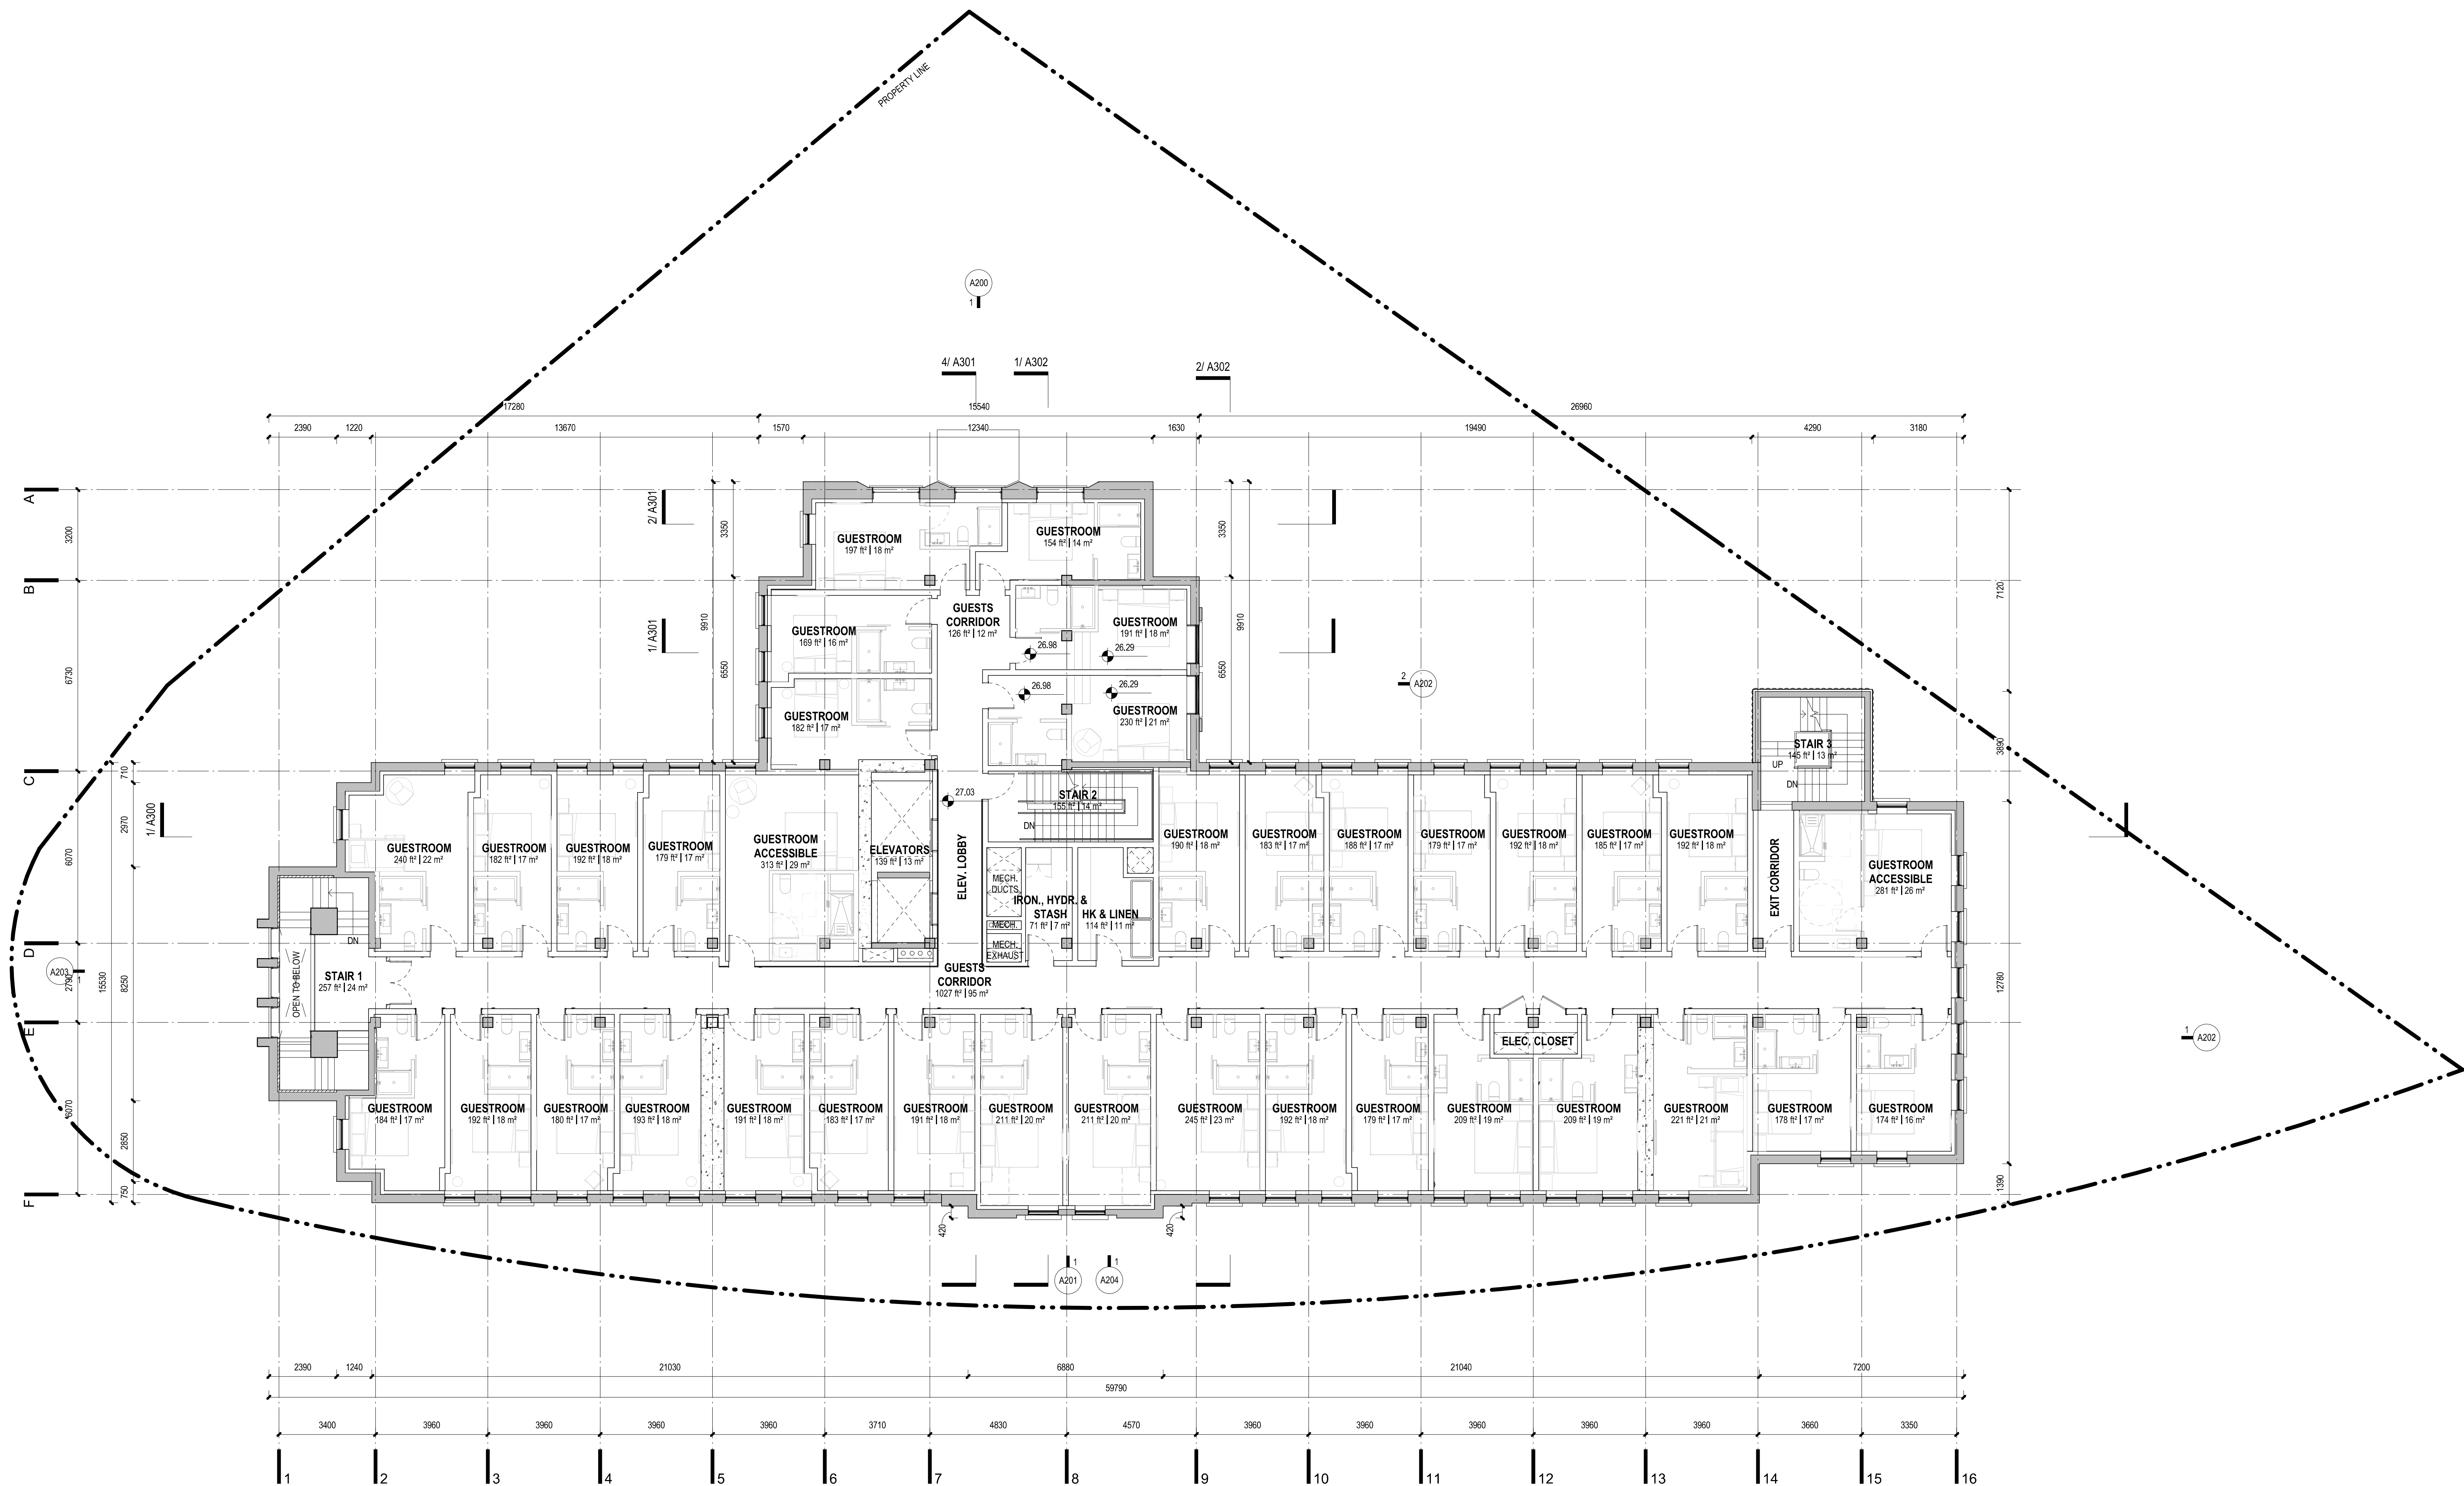 PROPERTY LINE
A200
1
4/ A301
1/ A302
2/ A302
17280
15540
26960
2390
1220
13670
1570
12340
1630
19490
4290
3180
A
B
C
D
E
F
3200
6730
6070
2790
6070
15530
710
2970
8250
2850
750
2/ A301
1/ A301
1/ A300
9910
3350
6550
3350
6550
9910
7120
3890
12780
1390
GUESTROOM
197 ft² | 18 m²
GUESTROOM
154 ft² | 14 m²
GUESTS
CORRIDOR
126 ft² | 12 m²
GUESTROOM
169 ft² | 16 m²
GUESTROOM
191 ft² | 18 m²
26.98
26.29
GUESTROOM
182 ft² | 17 m²
26.98
26.29
GUESTROOM
230 ft² | 21 m²
2
A202
STAIR 3
145 ft² | 13 m²
UP
DN
27.03
STAIR 2
155 ft² | 14 m²
DN
GUESTROOM
240 ft² | 22 m²
GUESTROOM
182 ft² | 17 m²
GUESTROOM
192 ft² | 18 m²
GUESTROOM
179 ft² | 17 m²
GUESTROOM
ACCESSIBLE
313 ft² | 29 m²
ELEVATORS
139 ft² | 13 m²
ELEV. LOBBY
MECH.
DUCTS
IRON., HYDR. &
STASH
71 ft² | 7 m²
MECH.
MECH.
EXHAUST
HK & LINEN
114 ft² | 11 m²
GUESTROOM
190 ft² | 18 m²
GUESTROOM
183 ft² | 17 m²
GUESTROOM
188 ft² | 17 m²
GUESTROOM
179 ft² | 17 m²
GUESTROOM
192 ft² | 18 m²
GUESTROOM
185 ft² | 17 m²
GUESTROOM
192 ft² | 18 m²
EXIT CORRIDOR
GUESTROOM
ACCESSIBLE
281 ft² | 26 m²
A203
1
DN
OPEN TO BELOW
STAIR 1
257 ft² | 24 m²
GUESTS
CORRIDOR
1027 ft² | 95 m²
ELEC. CLOSET
1
A202
GUESTROOM
184 ft² | 17 m²
GUESTROOM
192 ft² | 18 m²
GUESTROOM
180 ft² | 17 m²
GUESTROOM
193 ft² | 18 m²
GUESTROOM
191 ft² | 18 m²
GUESTROOM
183 ft² | 17 m²
GUESTROOM
191 ft² | 18 m²
GUESTROOM
211 ft² | 20 m²
GUESTROOM
211 ft² | 20 m²
GUESTROOM
245 ft² | 23 m²
GUESTROOM
192 ft² | 18 m²
GUESTROOM
179 ft² | 17 m²
GUESTROOM
209 ft² | 19 m²
GUESTROOM
209 ft² | 19 m²
GUESTROOM
221 ft² | 21 m²
GUESTROOM
178 ft² | 17 m²
GUESTROOM
174 ft² | 16 m²
420
420
1
A201
1
A204
2390
1240
21030
6880
21040
7200
59790
3400
3960
3960
3960
3960
3710
4830
4570
3960
3960
3960
3960
3960
3660
3350
1
2
3
4
5
6
7
8
9
10
11
12
13
14
15
16